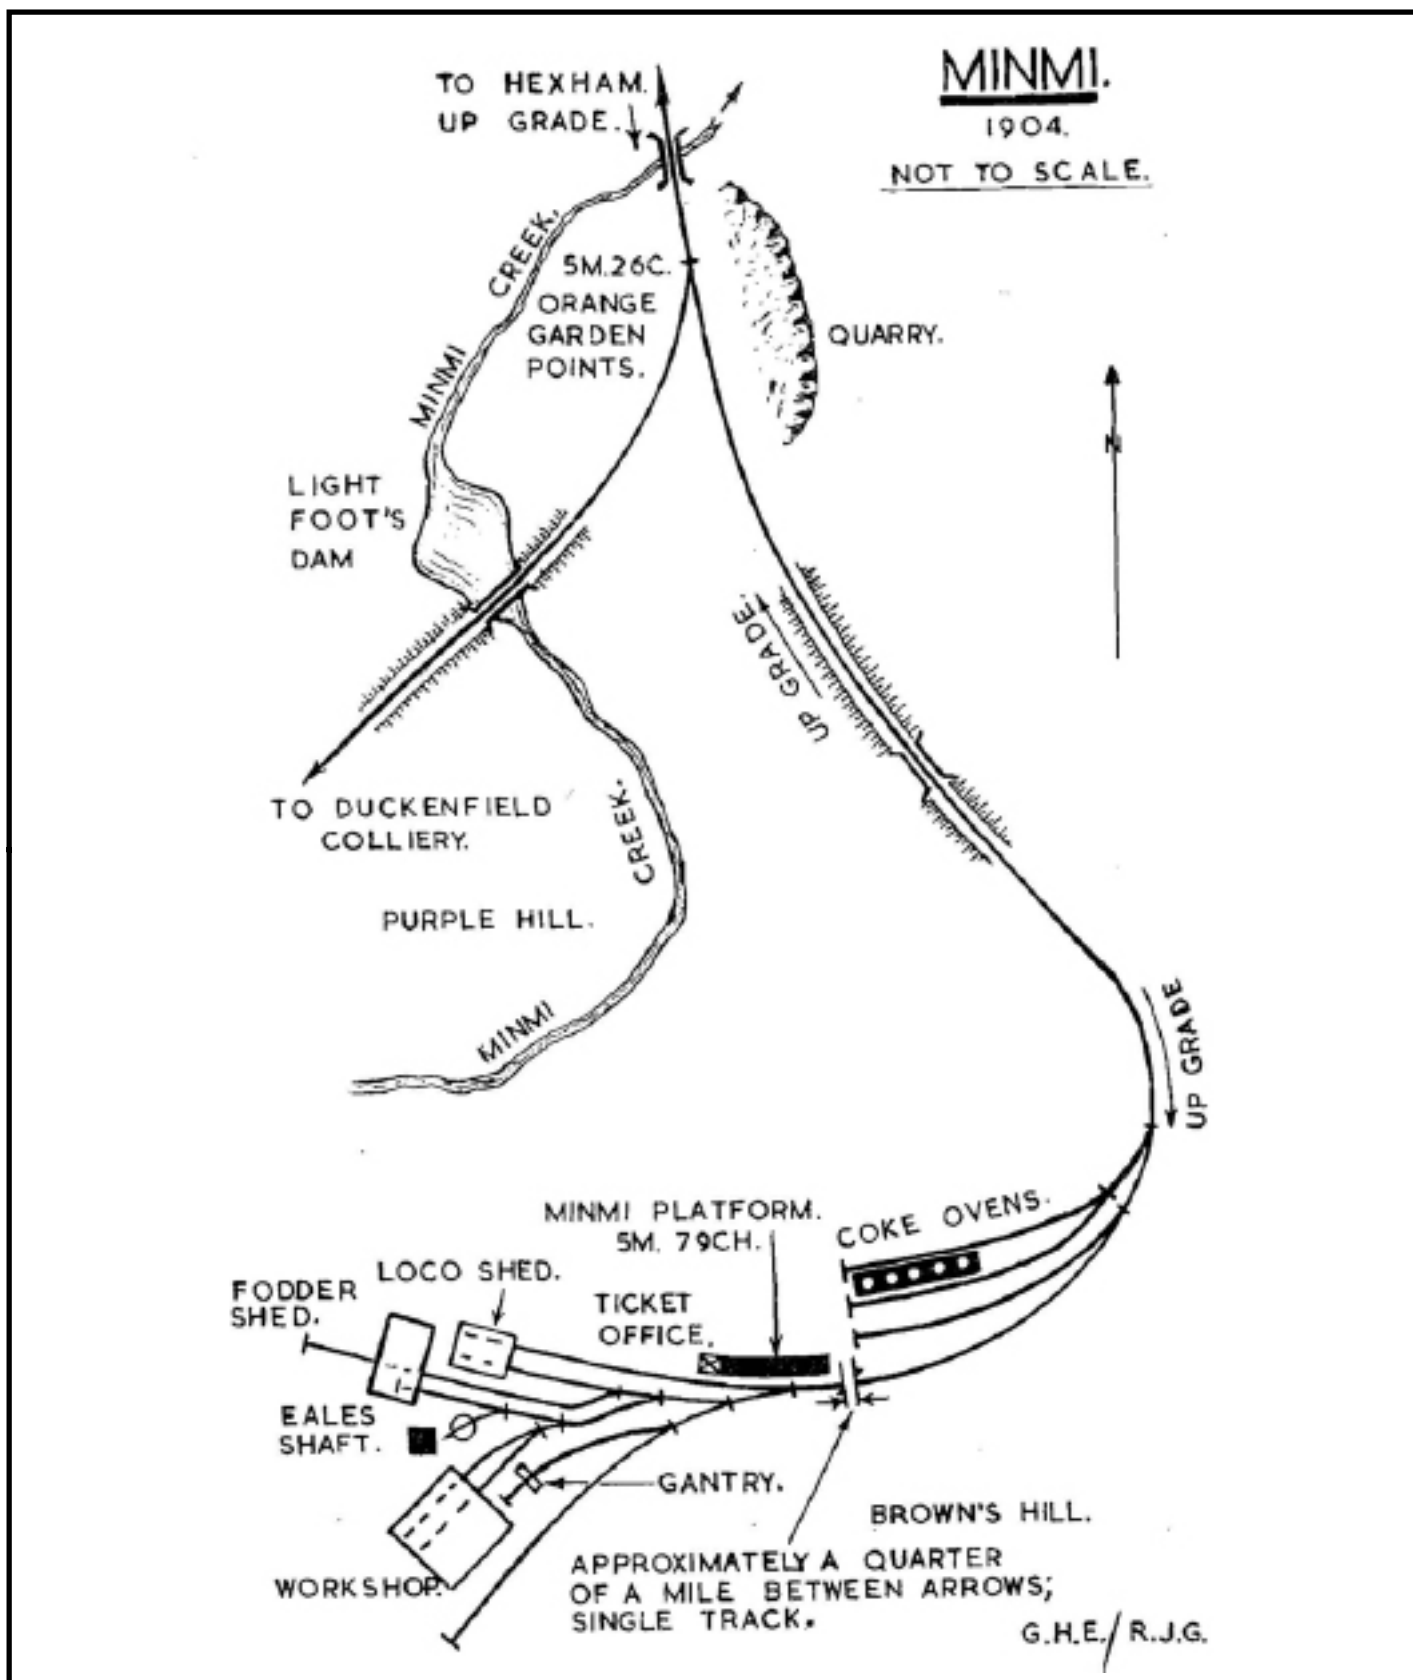 MINMI.
1904.
NOT TO SCALE.
TO HEXHAM.
UP GRADE.
MINMI CREEK.
5M.26C.
ORANGE
GARDEN
POINTS.
QUARRY.
N
LIGHT
FOOT'S
DAM
UP GRADE.
UP GRADE.
TO DUCKENFIELD
COLLIERY.
PURPLE HILL.
MINMI CREEK.
UP GRADE
MINMI PLATFORM.
5M. 79CH.
COKE OVENS.
LOCO SHED.
FODDER
SHED.
TICKET
OFFICE.
EALES
SHAFT.
GANTRY.
BROWN'S HILL.
WORKSHOP.
APPROXIMATELY A QUARTER
OF A MILE BETWEEN ARROWS;
SINGLE TRACK.
G.H.E./R.J.G.